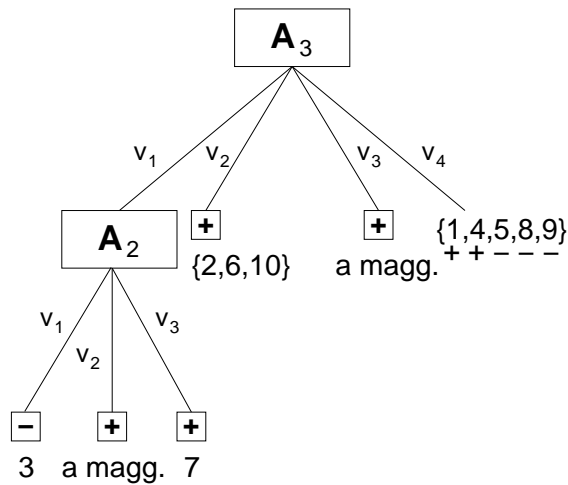 A₃
v₁ v₂ v₃ v₄
A₂ + + {1,4,5,8,9}
+ + − − −
{2,6,10} a magg.
v₁ v₂ v₃
− + +
3 a magg. 7